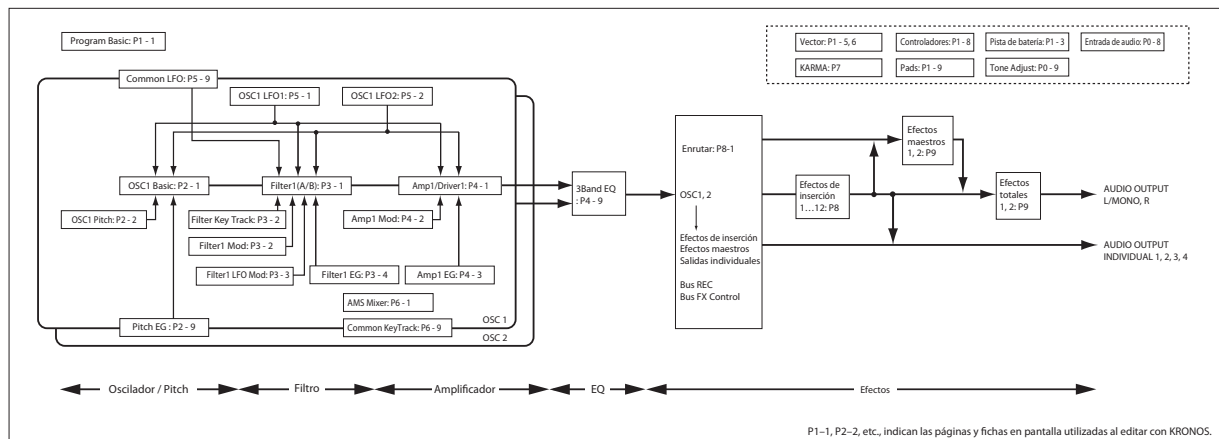 Program Basic: P1 - 1
Vector: P1 - 5, 6
Controladores: P1 - 8
Pista de batería: P1 - 3
Entrada de audio: P0 - 8
KARMA: P7
Pads: P1 - 9
Tone Adjust: P0 - 9
Common LFO: P5 - 9
OSC1 LFO1: P5 - 1
OSC1 LFO2: P5 - 2
OSC1 Basic: P2 - 1
Filter1(A/B): P3 - 1
Amp1/Driver1: P4 - 1
OSC1 Pitch: P2 - 2
Filter Key Track: P3 - 2
Amp1 Mod: P4 - 2
Filter1 Mod: P3 - 2
Filter1 LFO Mod: P3 - 3
Filter1 EG: P3 - 4
Amp1 EG: P4 - 3
AMS Mixer: P6 - 1
Pitch EG : P2 - 9
Common KeyTrack: P6 - 9
OSC 1
OSC 2
3Band EQ
: P4 - 9
Enrutar: P8-1
OSC1, 2
Efectos de inserción
Efectos maestros
Salidas individuales
Bus REC
Bus FX Control
Efectos de
inserción
1…12: P8
Efectos
maestros
1, 2: P9
Efectos
totales
1, 2: P9
AUDIO OUTPUT
L/MONO, R
AUDIO OUTPUT
INDIVIDUAL 1, 2, 3, 4
Oscilador / Pitch
Filtro
Amplificador
EQ
Efectos
P1–1, P2–2, etc., indican las páginas y fichas en pantalla utilizadas al editar con KRONOS.